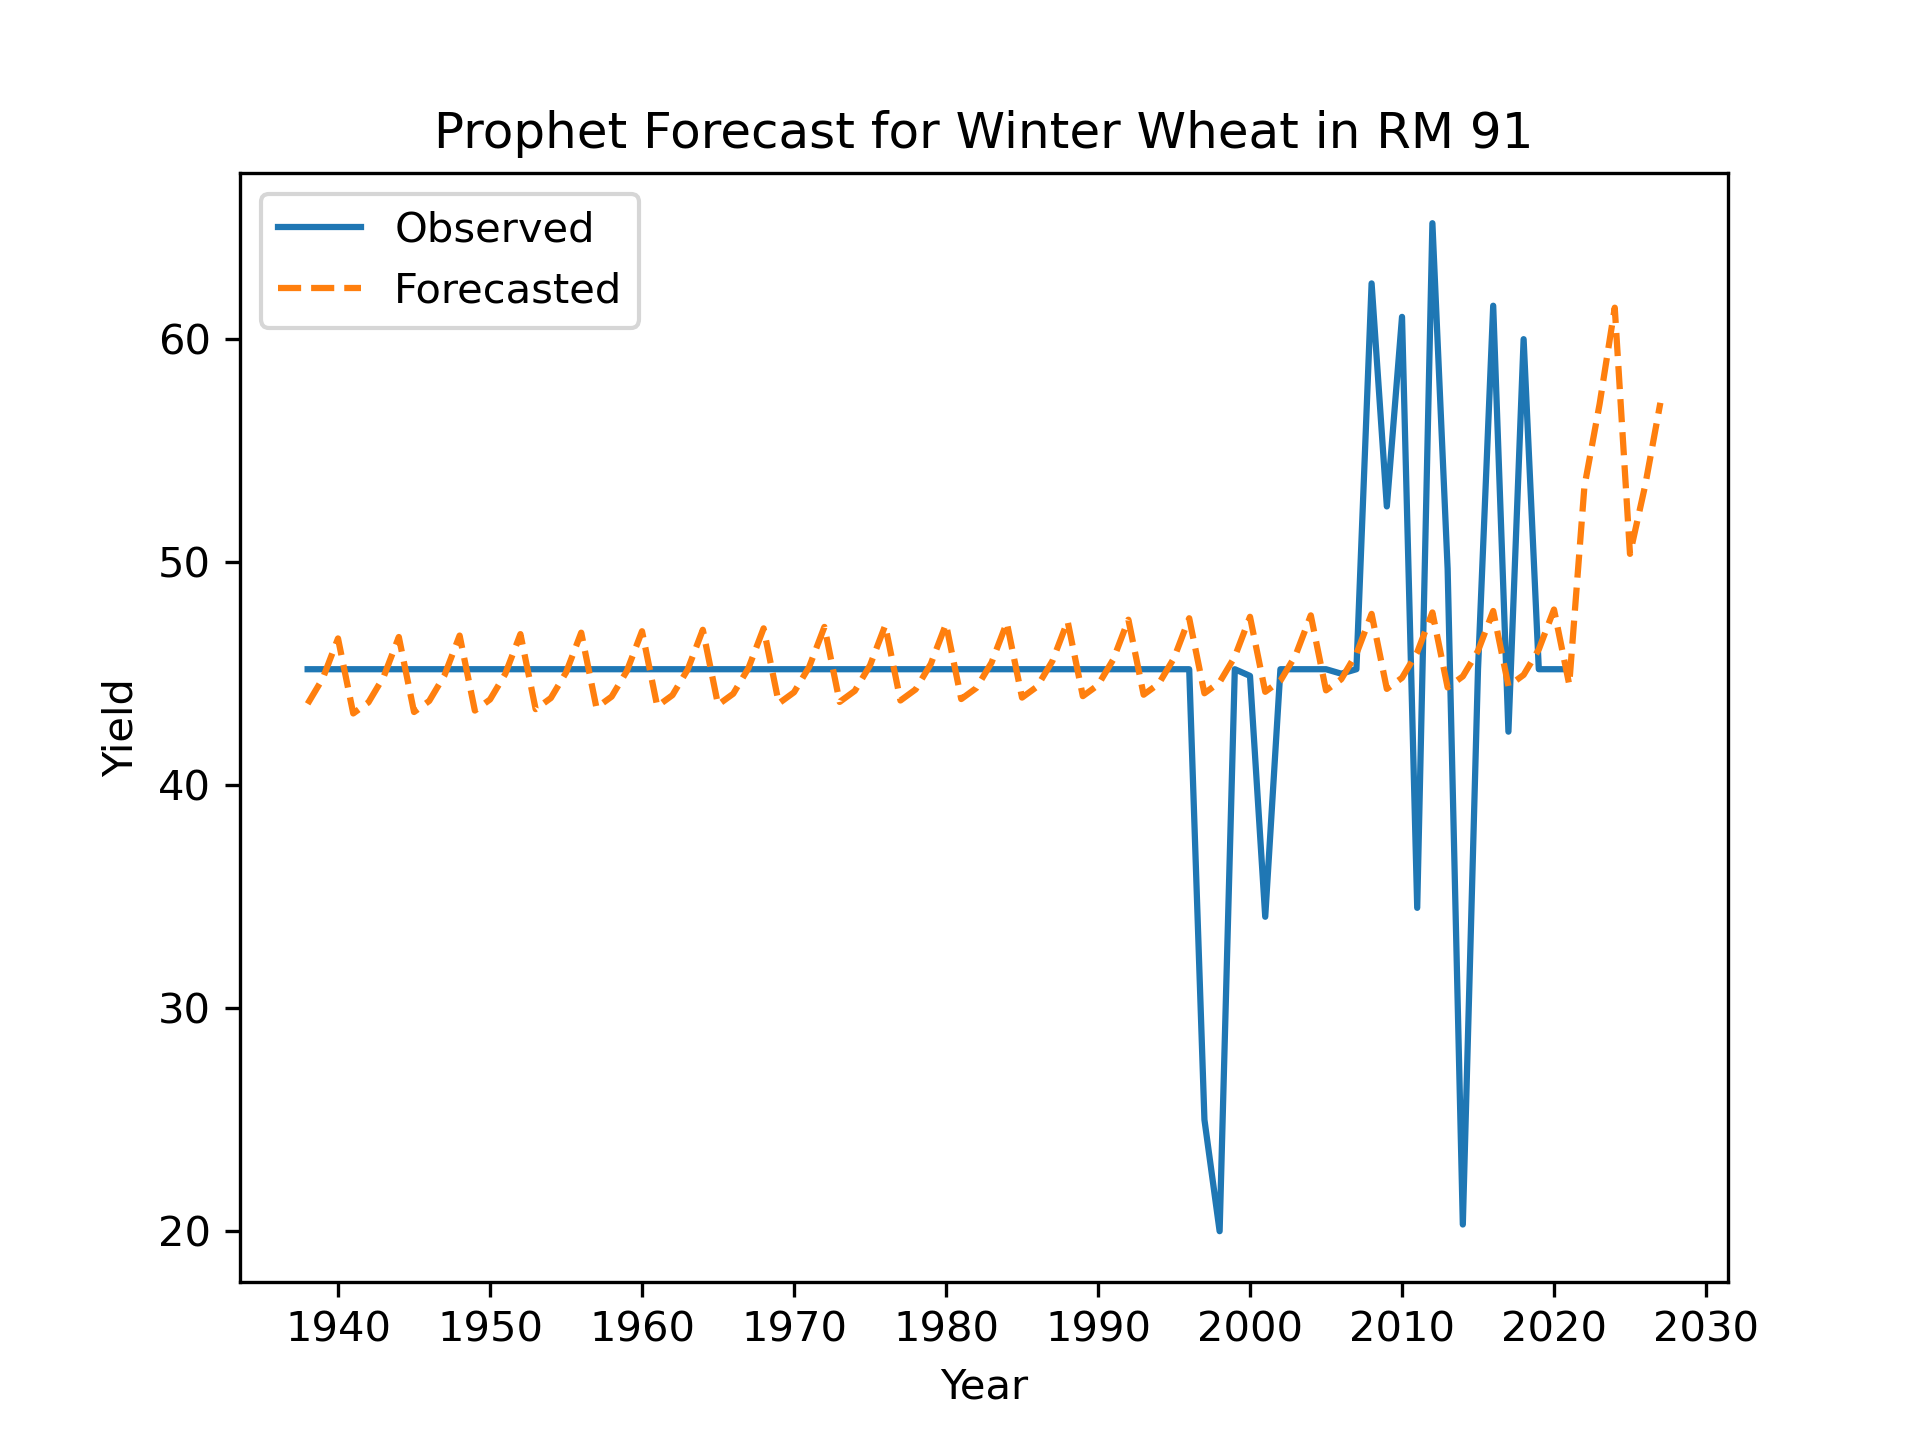 Prophet Forecast for Winter Wheat in RM 91
Observed
Forecasted
60
50
40
30
20
Yield
1940 1950 1960 1970 1980 1990 2000 2010 2020 2030
Year